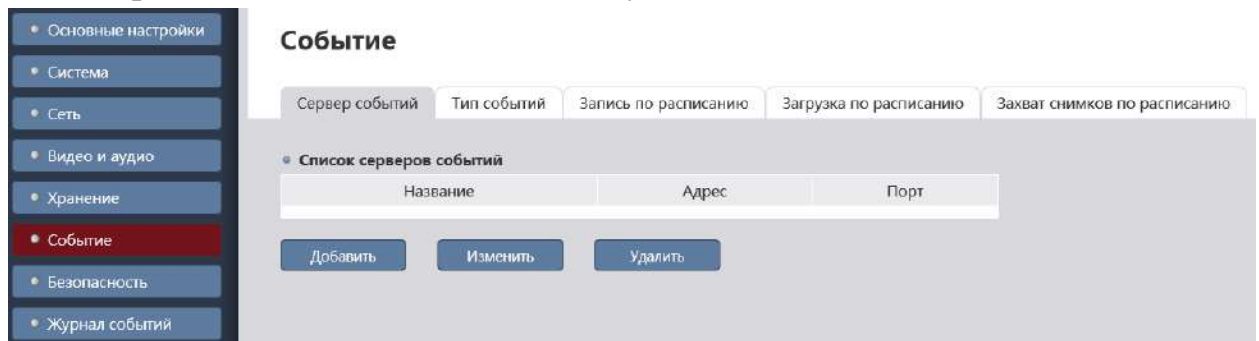 Основные настройки
Система
Сеть
Видео и аудио
Хранение
Событие
Безопасность
Журнал событий
Событие
Сервер событий Тип событий Запись по расписанию Загрузка по расписанию Захват снимков по расписанию
Список серверов событий
Название Адрес Порт
Добавить Изменить Удалить